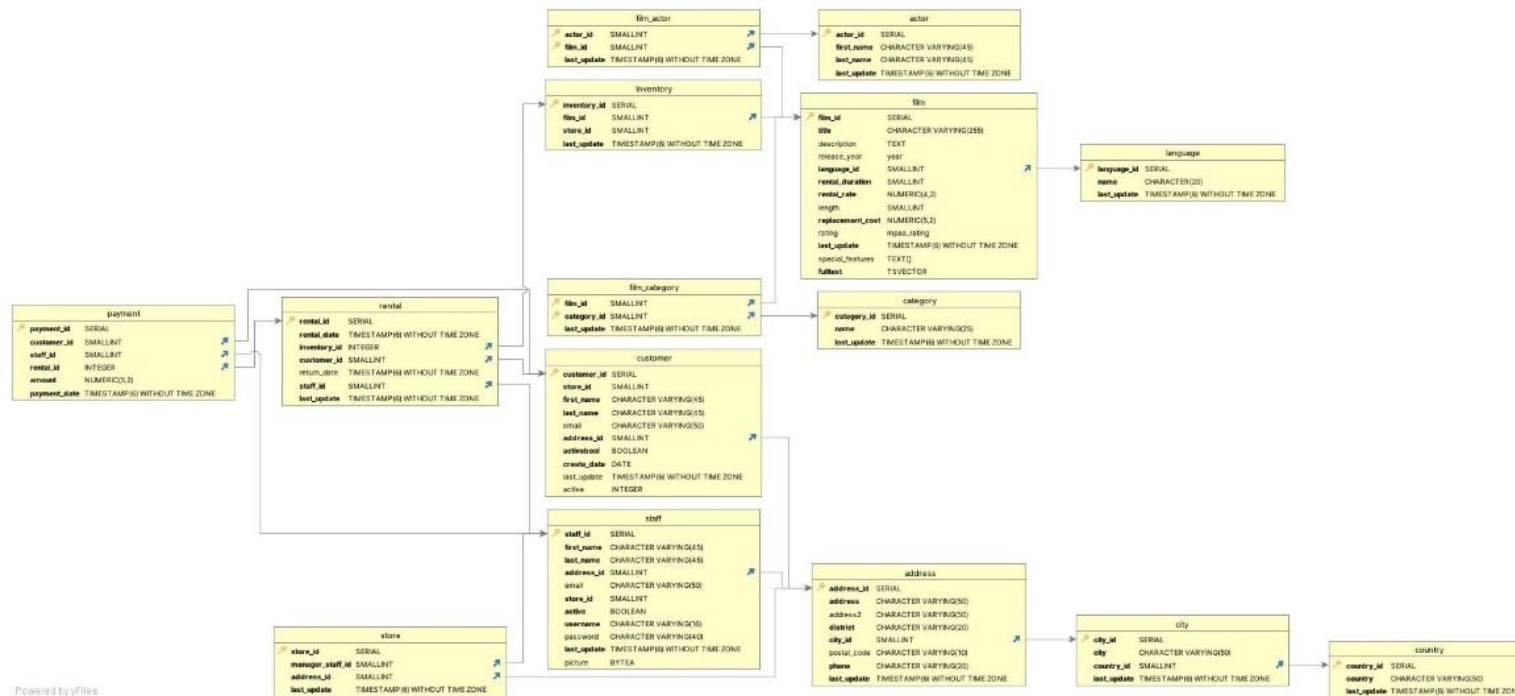 film_actor
actor_id SMALLINT
film_id SMALLINT
last_update TIMESTAMP(6) WITHOUT TIME ZONE
actor
actor_id SERIAL
first_name CHARACTER VARYING(45)
last_name CHARACTER VARYING(45)
last_update TIMESTAMP(6) WITHOUT TIME ZONE
inventory
inventory_id SERIAL
film_id SMALLINT
store_id SMALLINT
last_update TIMESTAMP(6) WITHOUT TIME ZONE
film
film_id SERIAL
title CHARACTER VARYING(255)
description TEXT
release_year year
language_id SMALLINT
rental_duration SMALLINT
rental_rate NUMERIC(4,2)
length SMALLINT
replacement_cost NUMERIC(5,2)
rating mpaa_rating
last_update TIMESTAMP(6) WITHOUT TIME ZONE
special_features TEXT[]
fulltext TSVECTOR
language
language_id SERIAL
name CHARACTER(20)
last_update TIMESTAMP(6) WITHOUT TIME ZONE
film_category
film_id SMALLINT
category_id SMALLINT
last_update TIMESTAMP(6) WITHOUT TIME ZONE
category
category_id SERIAL
name CHARACTER VARYING(25)
last_update TIMESTAMP(6) WITHOUT TIME ZONE
payment
payment_id SERIAL
customer_id SMALLINT
staff_id SMALLINT
rental_id INTEGER
amount NUMERIC(5,2)
payment_date TIMESTAMP(6) WITHOUT TIME ZONE
rental
rental_id SERIAL
rental_date TIMESTAMP(6) WITHOUT TIME ZONE
inventory_id INTEGER
customer_id SMALLINT
return_date TIMESTAMP(6) WITHOUT TIME ZONE
staff_id SMALLINT
last_update TIMESTAMP(6) WITHOUT TIME ZONE
customer
customer_id SERIAL
store_id SMALLINT
first_name CHARACTER VARYING(45)
last_name CHARACTER VARYING(45)
email CHARACTER VARYING(50)
address_id SMALLINT
activebool BOOLEAN
create_date DATE
last_update TIMESTAMP(6) WITHOUT TIME ZONE
active INTEGER
staff
staff_id SERIAL
first_name CHARACTER VARYING(45)
last_name CHARACTER VARYING(45)
address_id SMALLINT
email CHARACTER VARYING(50)
store_id SMALLINT
active BOOLEAN
username CHARACTER VARYING(16)
password CHARACTER VARYING(40)
last_update TIMESTAMP(6) WITHOUT TIME ZONE
picture BYTEA
store
store_id SERIAL
manager_staff_id SMALLINT
address_id SMALLINT
last_update TIMESTAMP(6) WITHOUT TIME ZONE
address
address_id SERIAL
address CHARACTER VARYING(50)
address2 CHARACTER VARYING(50)
district CHARACTER VARYING(20)
city_id SMALLINT
postal_code CHARACTER VARYING(10)
phone CHARACTER VARYING(20)
last_update TIMESTAMP(6) WITHOUT TIME ZONE
city
city_id SERIAL
city CHARACTER VARYING(50)
country_id SMALLINT
last_update TIMESTAMP(6) WITHOUT TIME ZONE
country
country_id SERIAL
country CHARACTER VARYING(50)
last_update TIMESTAMP(6) WITHOUT TIME ZONE
Powered by yFiles